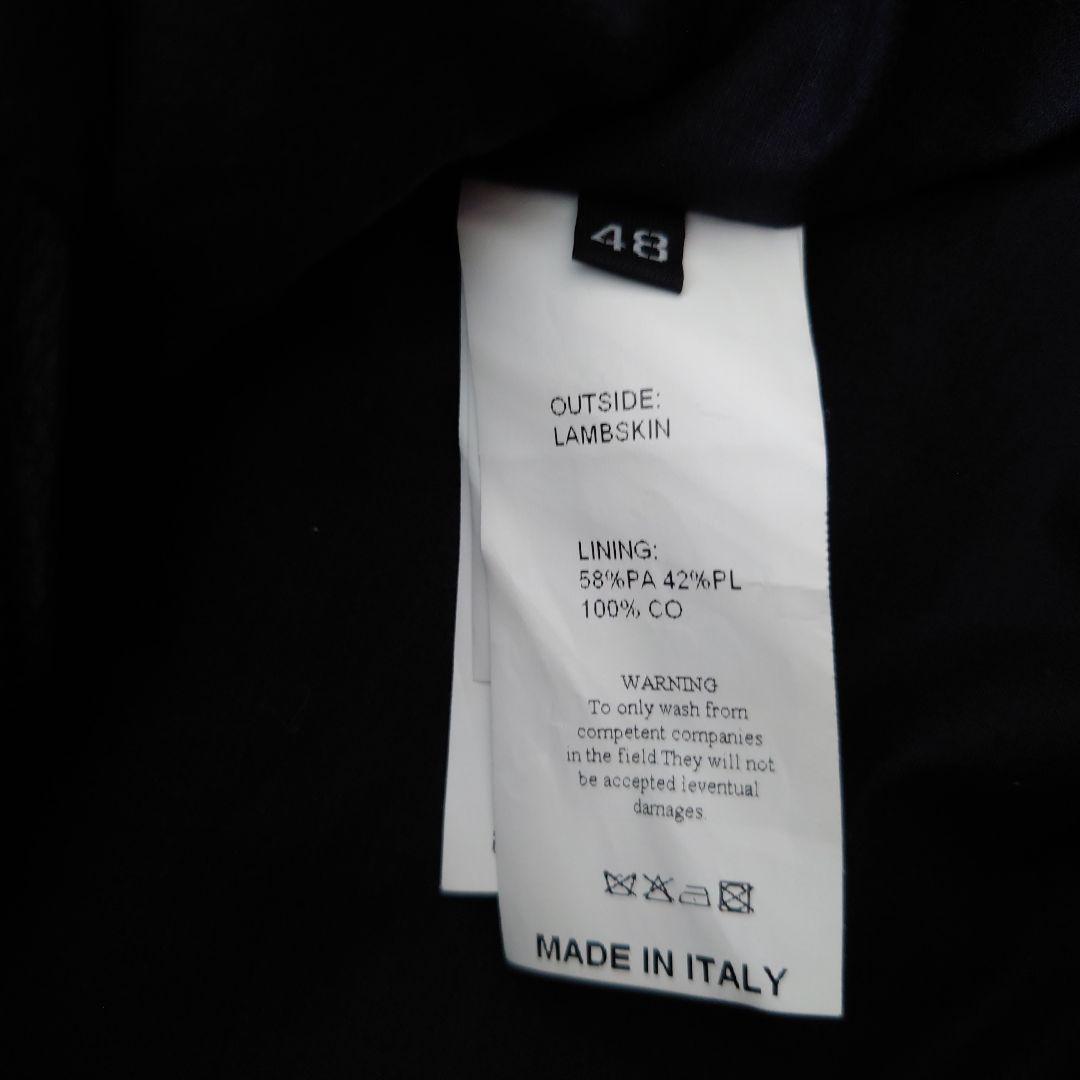 48
OUTSIDE:
LAMBSKIN
LINING:
58%PA 42%PL
100% CO
WARNING
To only wash from
competent companies
in the field.They will not
be accepted ieventual
damages.
MADE IN ITALY